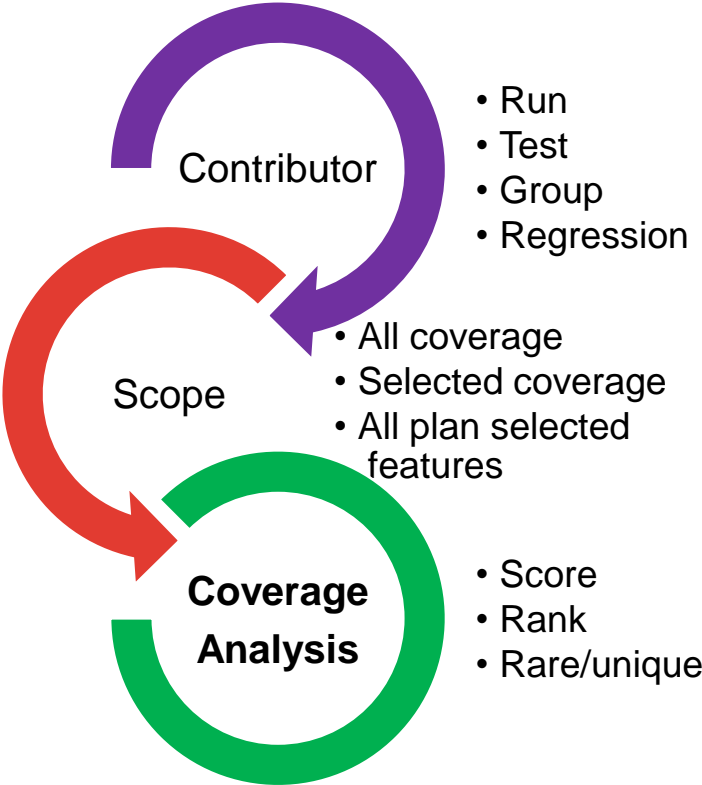 Contributor
• Run
• Test
• Group
• Regression
Scope
• All coverage
• Selected coverage
• All plan selected
features
Coverage
Analysis
• Score
• Rank
• Rare/unique